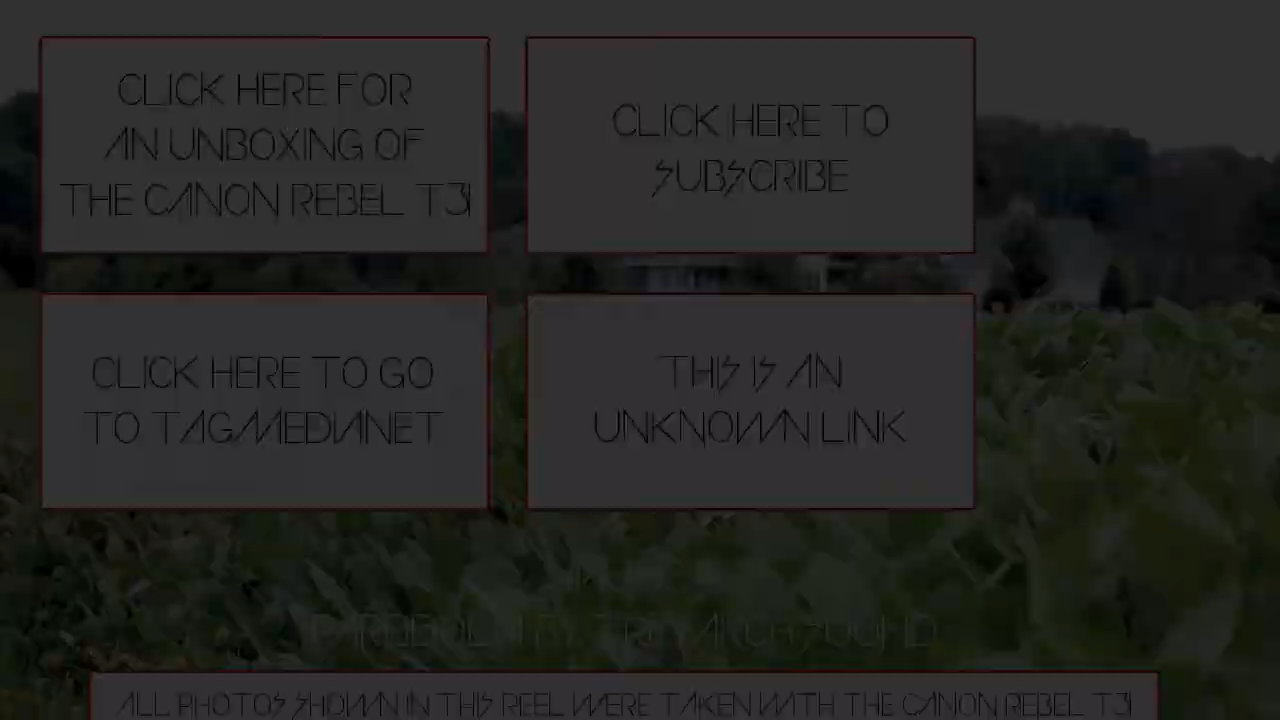 CLICK HERE FOR
AN UNBOXING OF
THE CANON REBEL T3I
CLICK HERE TO
SUBSCRIBE
CLICK HERE TO GO
TO TAGMEDIANET
THIS IS AN
UNKNOWN LINK
ALL PHOTOS SHOWN IN THIS REEL WERE TAKEN WITH THE CANON REBEL T3I